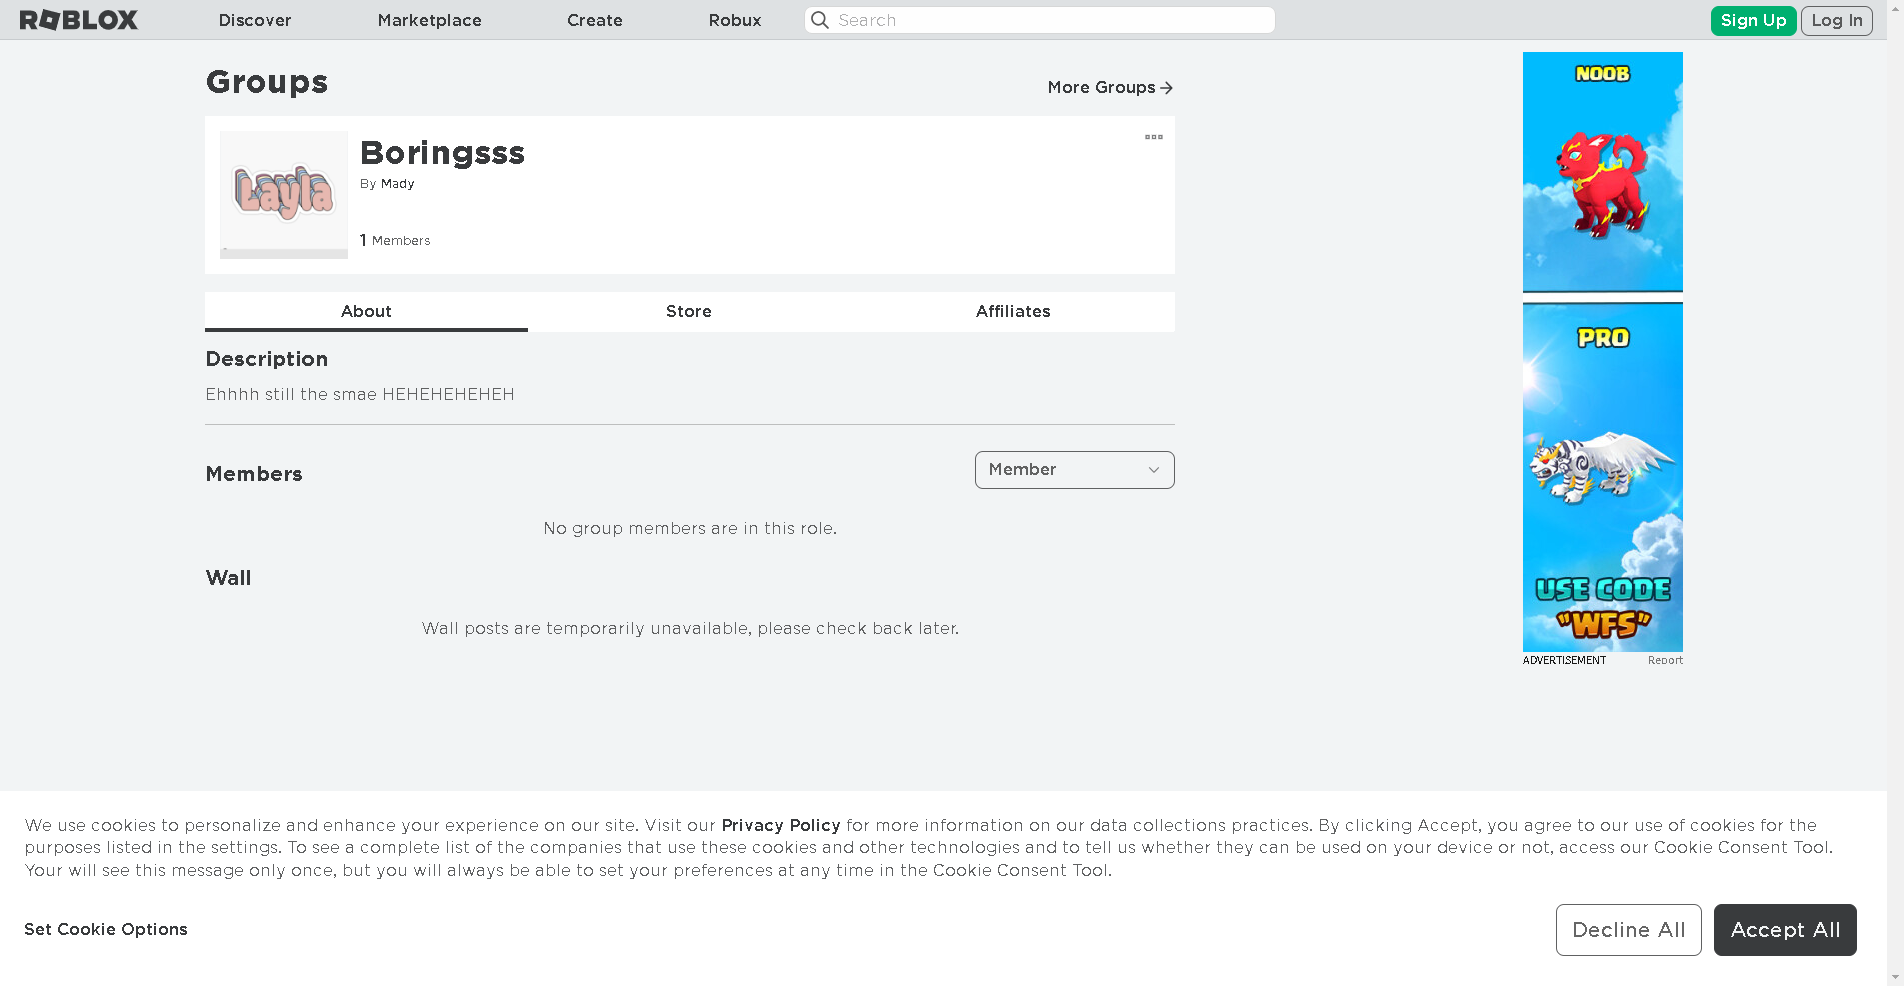 ROBLOX Discover Marketplace Create Robux Search Sign Up Log In
Groups
More Groups
Layla
Boringsss
By Mady
1 Members
About Store Affiliates
Description
Ehhhh still the smae HEHEHEHEHEH
Members
Member
No group members are in this role.
Wall
Wall posts are temporarily unavailable, please check back later.
NOOB
PRO
USE CODE
"WFS"
ADVERTISEMENT Report
We use cookies to personalize and enhance your experience on our site. Visit our Privacy Policy for more information on our data collections practices. By clicking Accept, you agree to our use of cookies for the
purposes listed in the settings. To see a complete list of the companies that use these cookies and other technologies and to tell us whether they can be used on your device or not, access our Cookie Consent Tool.
Your will see this message only once, but you will always be able to set your preferences at any time in the Cookie Consent Tool.
Set Cookie Options
Decline All Accept All